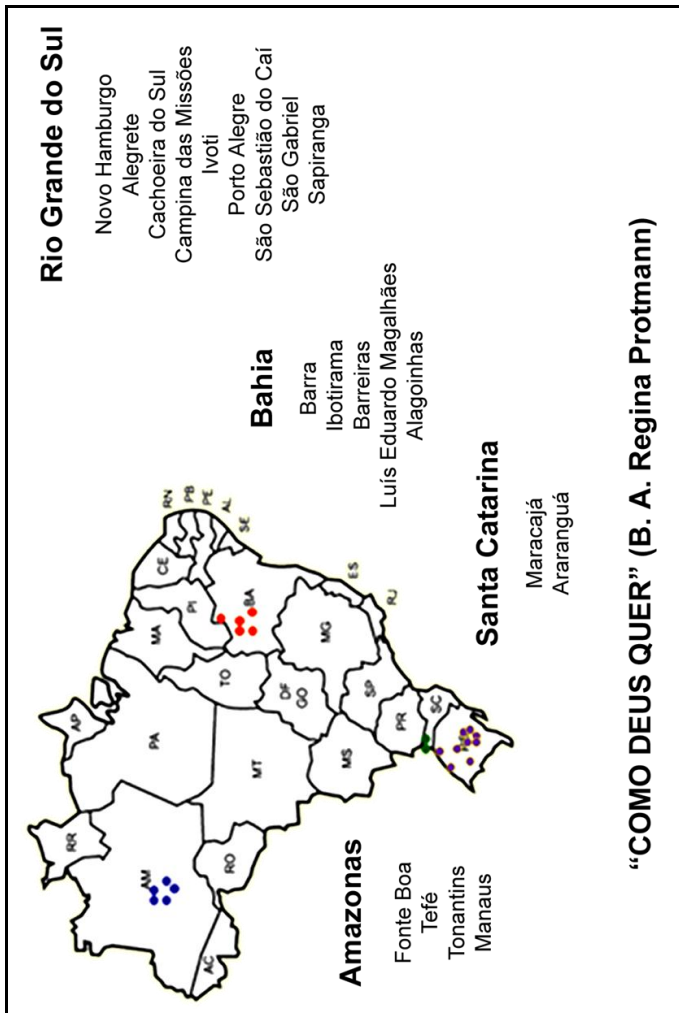 Rio Grande do Sul
Novo Hamburgo
Alegrete
Cachoeira do Sul
Campina das Missões
Ivoti
Porto Alegre
São Sebastião do Caí
São Gabriel
Sapiranga
Bahia
Barra
Ibotirama
Barreiras
Luís Eduardo Magalhães
Alagoinhas
Santa Catarina
Maracajá
Araranguá
Amazonas
Fonte Boa
Tefé
Tonantins
Manaus
RR
AP
AM
PA
AC
RO
MT
TO
MA
PI
CE
RN
PB
PE
AL
SE
BA
DF
GO
MG
ES
MS
SP
RJ
PR
SC
“COMO DEUS QUER” (B. A. Regina Protmann)